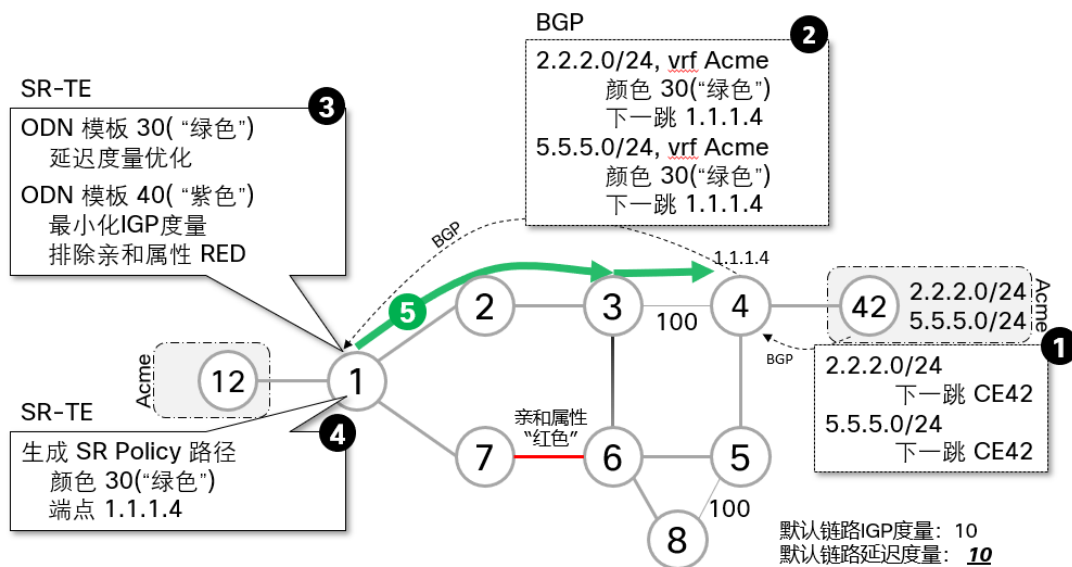 BGP
2
2.2.2.0/24, vrf Acme
颜色 30(“绿色”)
下一跳 1.1.1.4
5.5.5.0/24, vrf Acme
颜色 30(“绿色”)
下一跳 1.1.1.4
SR-TE
3
ODN 模板 30( “绿色”)
延迟度量优化
ODN 模板 40( “紫色”)
最小化IGP度量
排除亲和属性 RED
BGP
1.1.1.4
5
2
3
4
100
42
2.2.2.0/24
5.5.5.0/24
Acme
BGP
1
2.2.2.0/24
下一跳 CE42
5.5.5.0/24
下一跳 CE42
Acme
12
1
SR-TE
4
生成 SR Policy 路径
颜色 30(“绿色”)
端点 1.1.1.4
亲和属性
“红色”
7
6
5
100
8
默认链路IGP度量：10
默认链路延迟度量：10